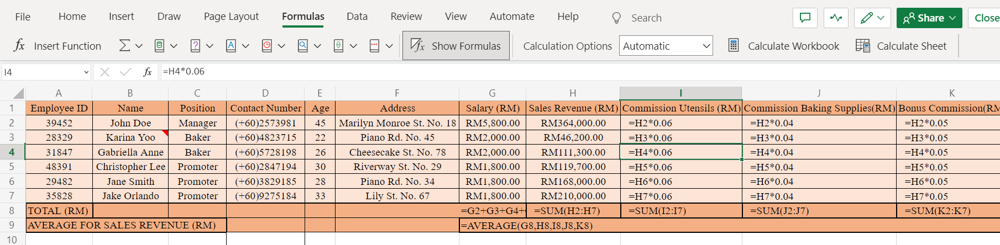 File Home Insert Draw Page Layout Formulas Data Review View Automate Help Search Share Close
fx Insert Function Show Formulas Calculation Options Automatic Calculate Workbook Calculate Sheet
I4 fx =H4*0.06
A B C D E F G H I J K
1 Employee ID Name Position Contact Number Age Address Salary (RM) Sales Revenue (RM) Commission Utensils (RM) Commission Baking Supplies(RM) Bonus Commission(RM
2 39452 John Doe Manager (+60)2573981 45 Marilyn Monroe St. No. 18 RM5,800.00 RM364,000.00 =H2*0.06 =H2*0.04 =H2*0.05
3 28329 Karina Yoo Baker (+60)4823715 22 Piano Rd. No. 45 RM2,000.00 RM46,200.00 =H3*0.06 =H3*0.04 =H3*0.05
4 31847 Gabriella Anne Baker (+60)5728198 26 Cheesecake St. No. 78 RM2,000.00 RM111,300.00 =H4*0.06 =H4*0.04 =H4*0.05
5 48391 Christopher Lee Promoter (+60)2847194 30 Riverway St. No. 29 RM1,800.00 RM119,700.00 =H5*0.06 =H5*0.04 =H5*0.05
6 29482 Jane Smith Promoter (+60)3829185 28 Piano Rd. No. 34 RM1,800.00 RM168,000.00 =H6*0.06 =H6*0.04 =H6*0.05
7 35828 Jake Orlando Promoter (+60)9275184 33 Lily St. No. 67 RM1,800.00 RM210,000.00 =H7*0.06 =H7*0.04 =H7*0.05
8 TOTAL (RM) =G2+G3+G4+ =SUM(H2:H7) =SUM(I2:I7) =SUM(J2:J7) =SUM(K2:K7)
9 AVERAGE FOR SALES REVENUE (RM) =AVERAGE(G8,H8,I8,J8,K8)
10